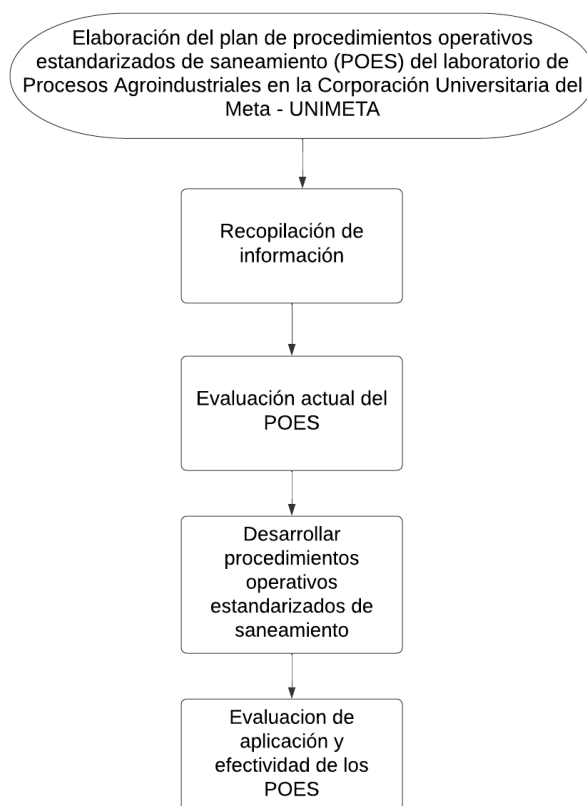 Elaboración del plan de procedimientos operativos
estandarizados de saneamiento (POES) del laboratorio de
Procesos Agroindustriales en la Corporación Universitaria del
Meta - UNIMETA
Recopilación de
información
Evaluación actual del
POES
Desarrollar
procedimientos
operativos
estandarizados de
saneamiento
Evaluacion de
aplicación y
efectividad de los
POES